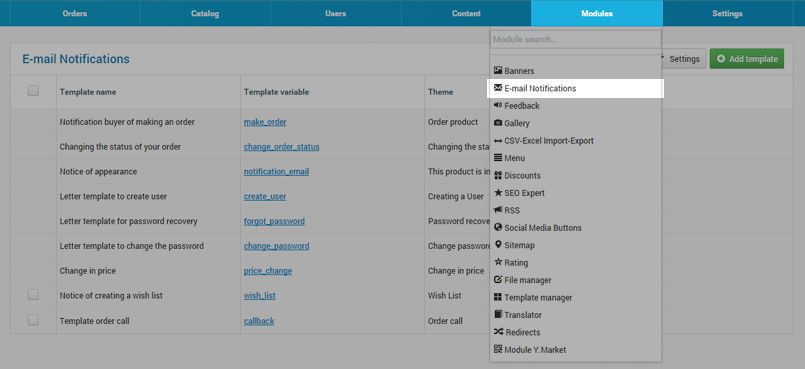 Orders Catalog Users Content Modules Settings
Module search...
E-mail Notifications
Settings Add template
Template name Template variable Theme
Notification buyer of making an order make_order Order product
Changing the status of your order change_order_status Changing the sta
Notice of appearance notification_email This product is in
Letter template to create user create_user Creating a User
Letter template for password recovery forgot_password Password recove
Letter template to change the password change_password Change passwor
Change in price price_change Change in price
Notice of creating a wish list wish_list Wish List
Template order call callback Order call
Banners
E-mail Notifications
Feedback
Gallery
CSV-Excel Import-Export
Menu
Discounts
SEO Expert
RSS
Social Media Buttons
Sitemap
Rating
File manager
Template manager
Translator
Redirects
Module Y.Market